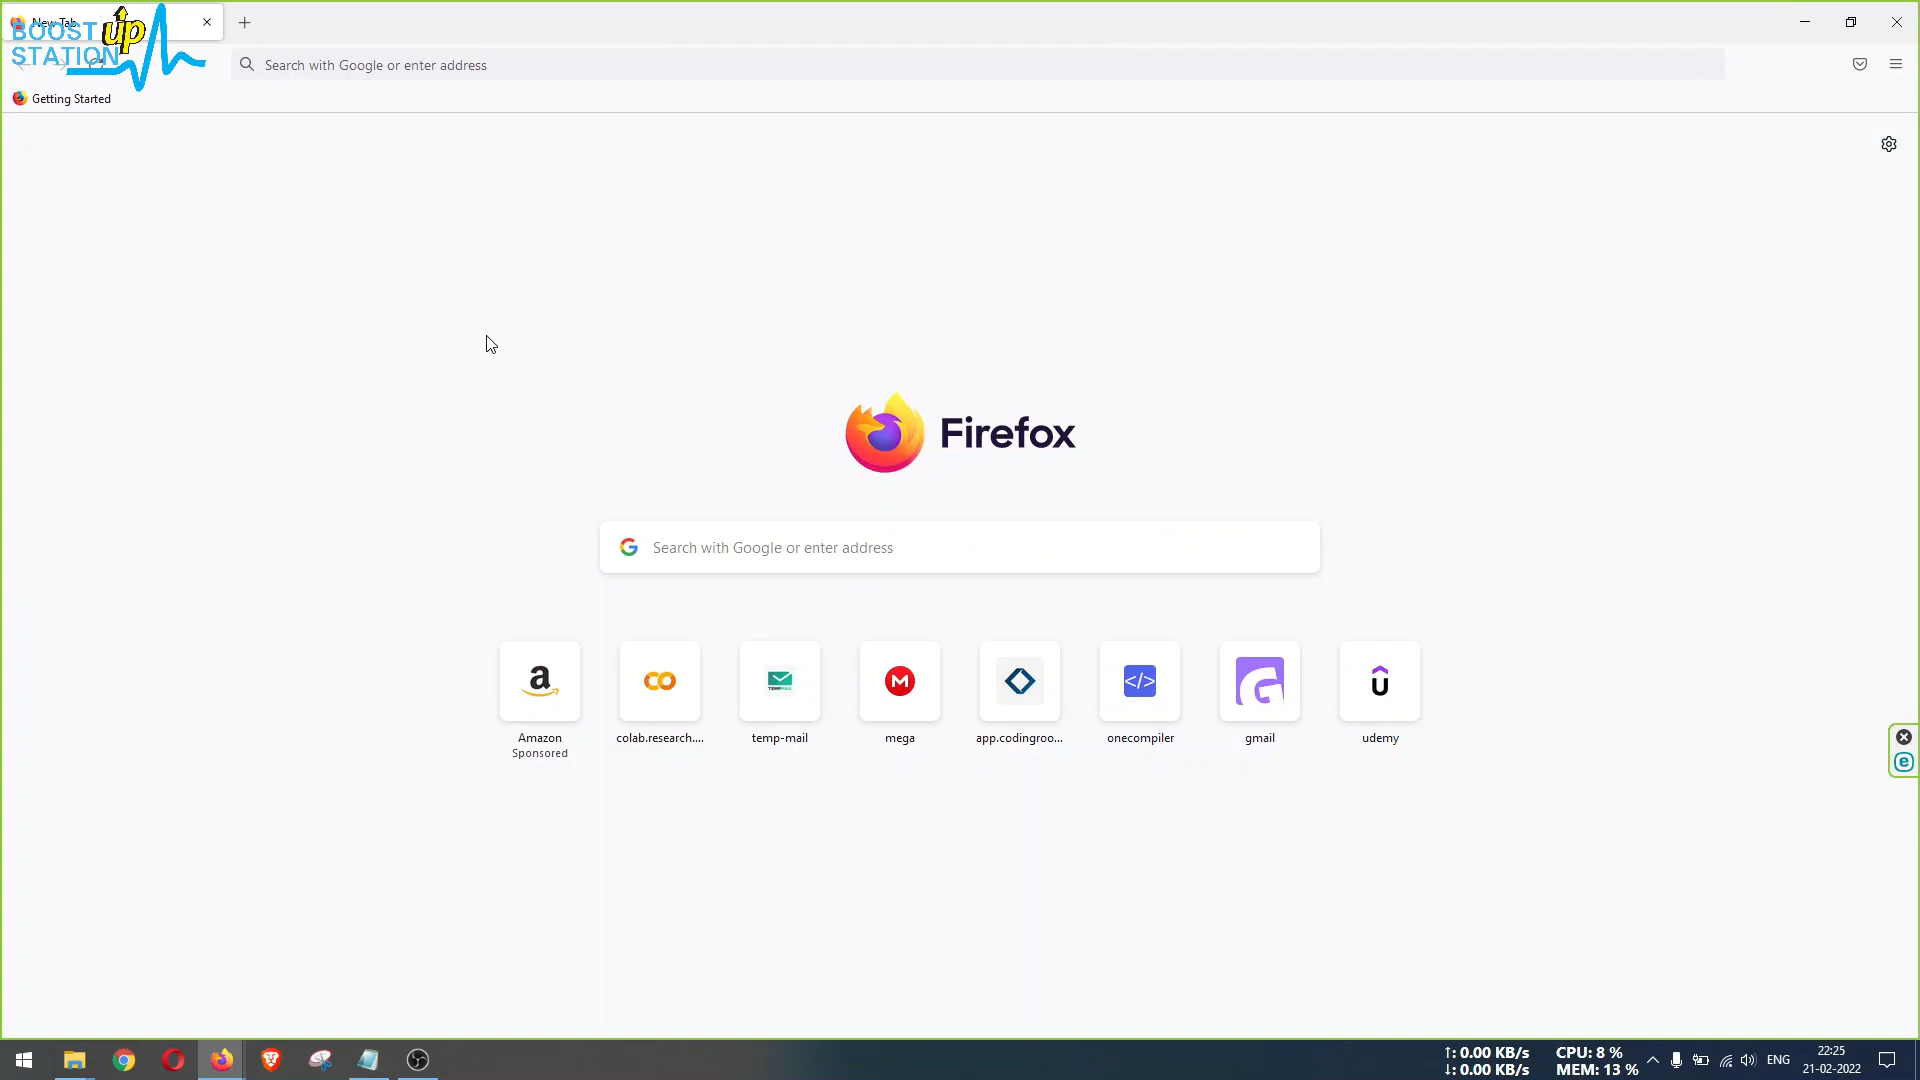 New Tab
BOOST up
STATION
Search with Google or enter address
Getting Started
Firefox
Search with Google or enter address
Amazon
Sponsored
colab.research....
temp-mail
mega
app.codingroo...
onecompiler
gmail
udemy
↑: 0.00 KB/s
↓: 0.00 KB/s
CPU: 8 %
MEM: 13 %
ENG
22:25
21-02-2022